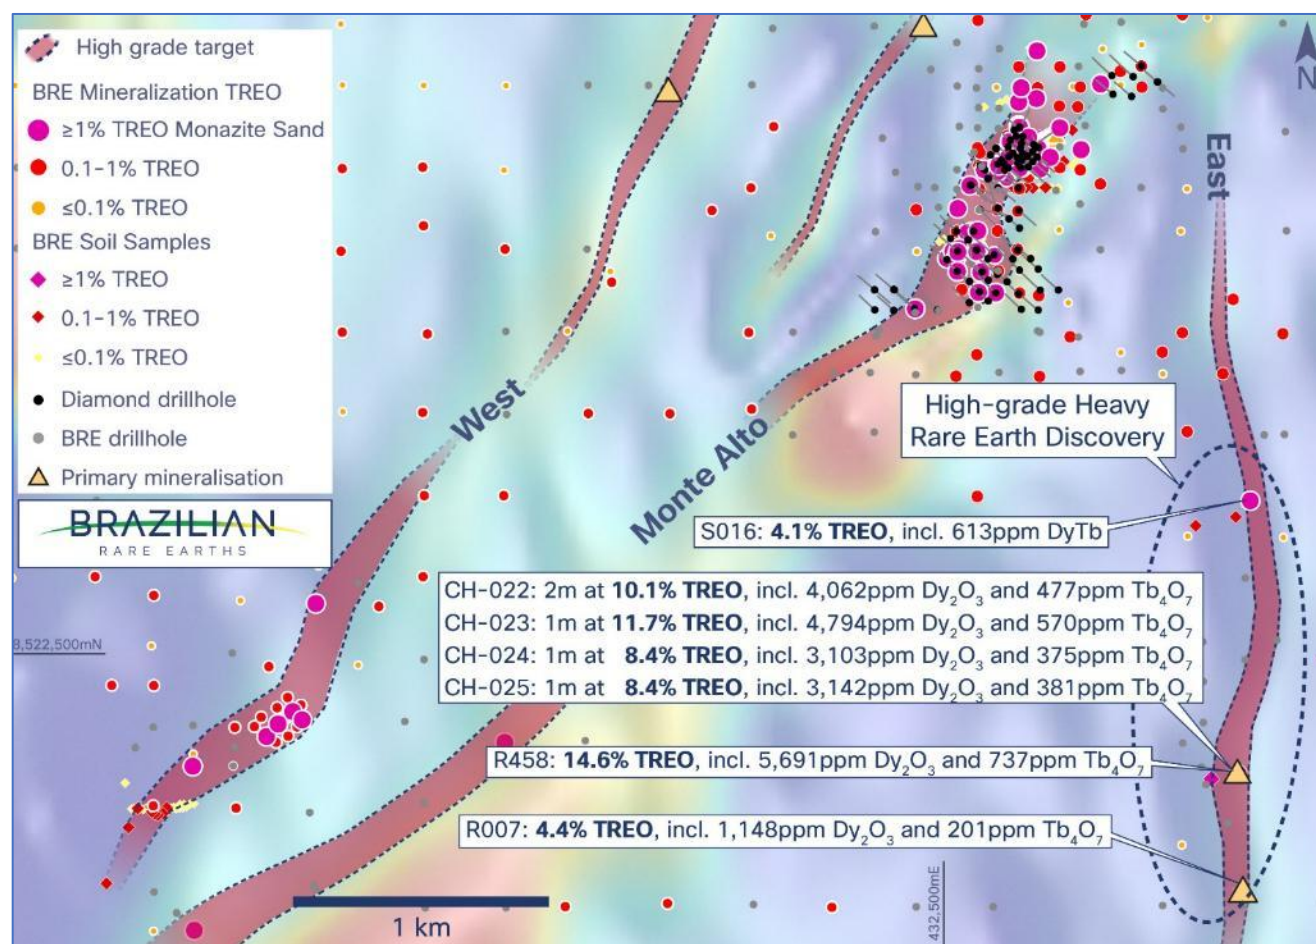 High grade target
BRE Mineralization TREO
≥1% TREO Monazite Sand
0.1–1% TREO
≤0.1% TREO
BRE Soil Samples
≥1% TREO
0.1–1% TREO
≤0.1% TREO
Diamond drillhole
BRE drillhole
Primary mineralisation
BRAZILIAN
RARE EARTHS
N
East
West
Monte Alto
High-grade Heavy
Rare Earth Discovery
S016: 4.1% TREO, incl. 613ppm DyTb
CH-022: 2m at 10.1% TREO, incl. 4,062ppm Dy₂O₃ and 477ppm Tb₄O₇
CH-023: 1m at 11.7% TREO, incl. 4,794ppm Dy₂O₃ and 570ppm Tb₄O₇
CH-024: 1m at 8.4% TREO, incl. 3,103ppm Dy₂O₃ and 375ppm Tb₄O₇
CH-025: 1m at 8.4% TREO, incl. 3,142ppm Dy₂O₃ and 381ppm Tb₄O₇
8,522,500mN
R458: 14.6% TREO, incl. 5,691ppm Dy₂O₃ and 737ppm Tb₄O₇
R007: 4.4% TREO, incl. 1,148ppm Dy₂O₃ and 201ppm Tb₄O₇
432,500mE
1 km